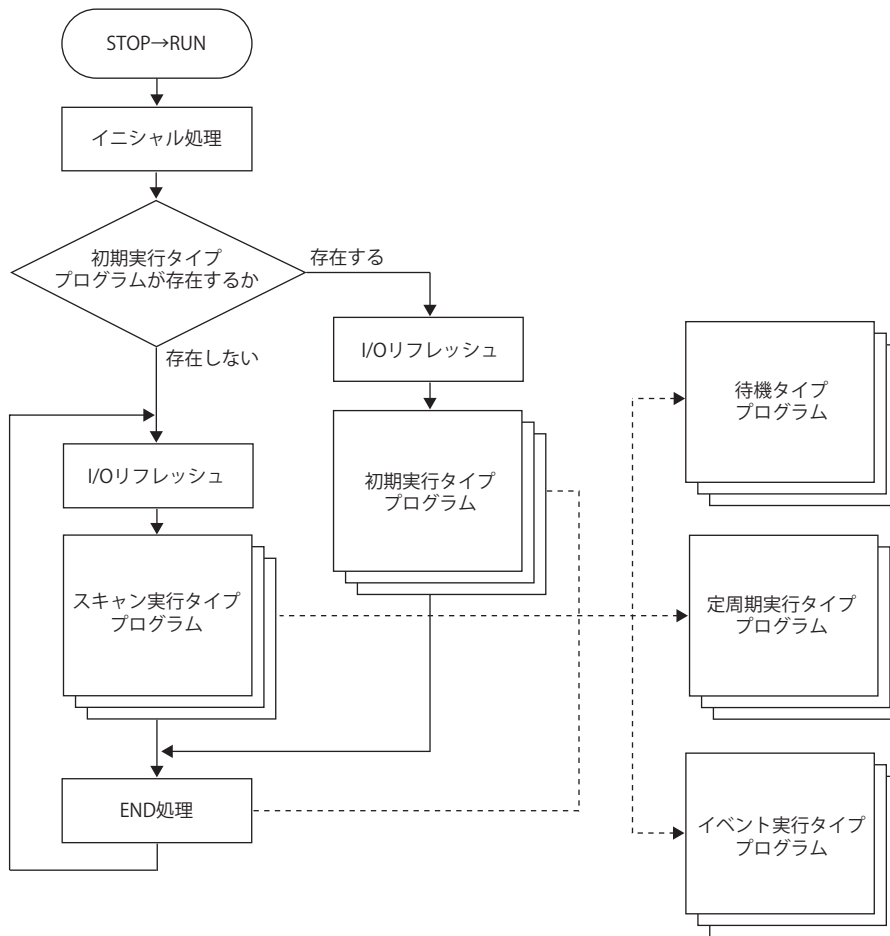 STOP→RUN
イニシャル処理
初期実行タイプ
プログラムが存在するか
存在する
存在しない
I/Oリフレッシュ
初期実行タイプ
プログラム
I/Oリフレッシュ
スキャン実行タイプ
プログラム
END処理
待機タイプ
プログラム
定周期実行タイプ
プログラム
イベント実行タイプ
プログラム